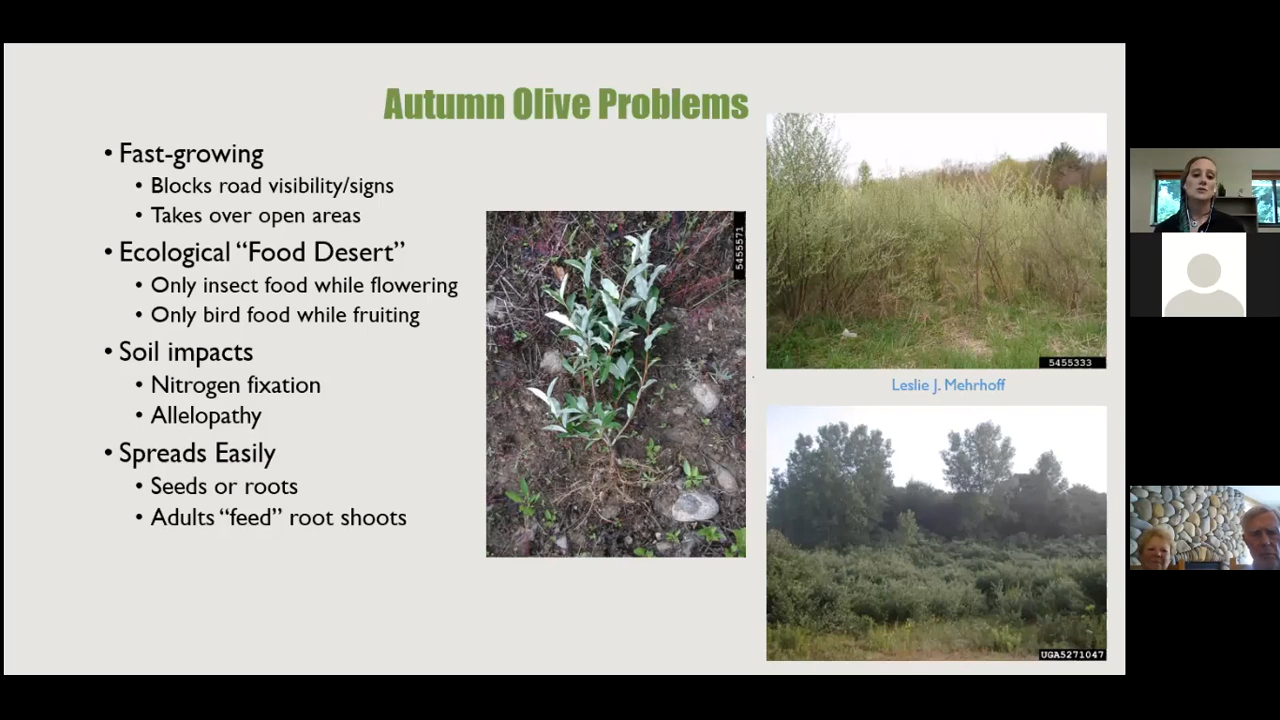 Autumn Olive Problems
• Fast-growing
• Blocks road visibility/signs
• Takes over open areas
• Ecological “Food Desert”
• Only insect food while flowering
• Only bird food while fruiting
• Soil impacts
• Nitrogen fixation
• Allelopathy
• Spreads Easily
• Seeds or roots
• Adults “feed” root shoots
5455571
5455333
Leslie J. Mehrhoff
UGA5271047